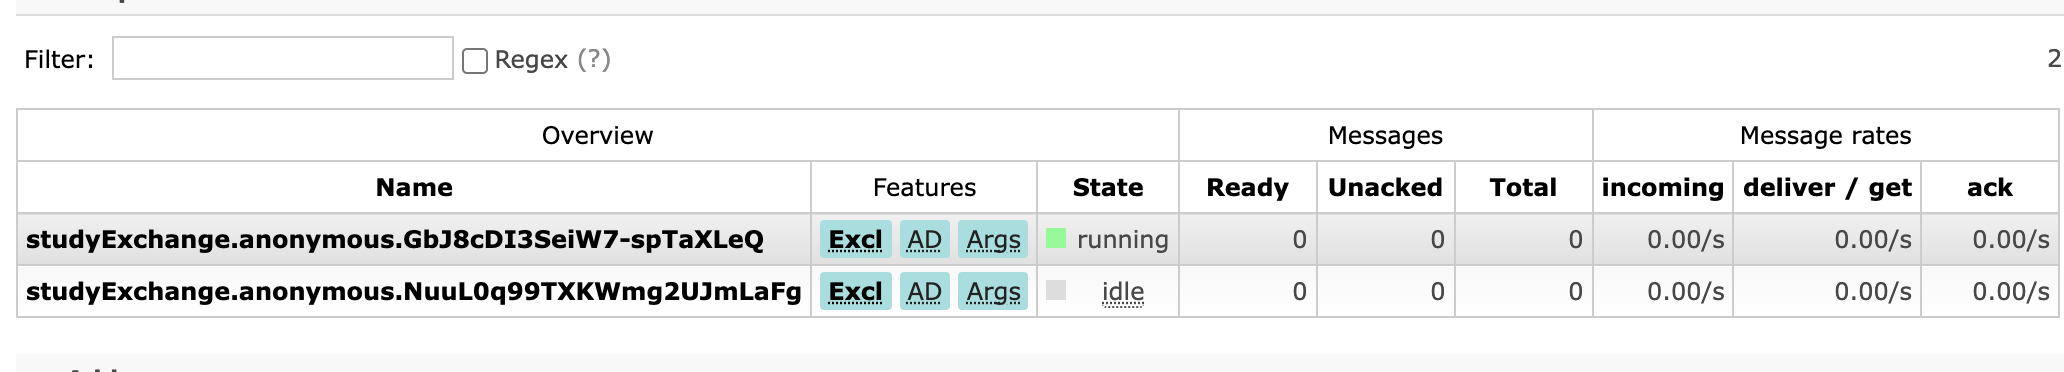 Filter: Regex (?) 2
Overview Messages Message rates
Name Features State Ready Unacked Total incoming deliver / get ack
studyExchange.anonymous.GbJ8cDI3SeiW7-spTaXLeQ Excl AD Args running 0 0 0 0.00/s 0.00/s 0.00/s
studyExchange.anonymous.NuuL0q99TXKWmg2UJmLaFg Excl AD Args idle 0 0 0 0.00/s 0.00/s 0.00/s